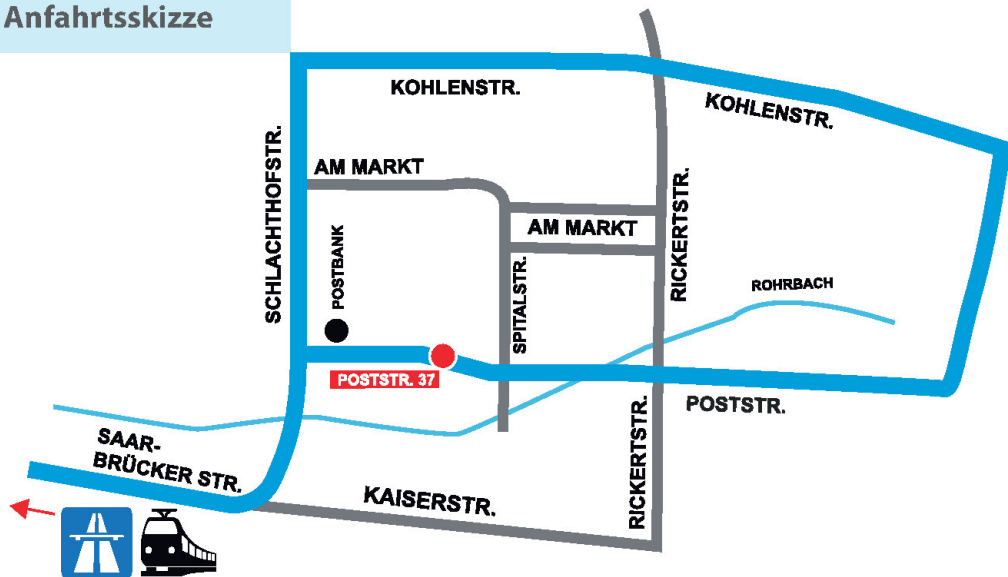 Anfahrtsskizze
KOHLENSTR.
KOHLENSTR.
SCHLACHTHOFSTR.
AM MARKT
AM MARKT
RICKERTSTR.
POSTBANK
SPITALSTR.
ROHRBACH
POSTSTR. 37
POSTSTR.
SAAR-
BRÜCKER STR.
KAISERSTR.
RICKERTSTR.